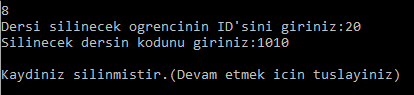 8
Dersi silinecek ogrencinin ID'sini giriniz:20
Silinecek dersin kodunu giriniz:1010
Kaydiniz silinmistir.(Devam etmek icin tuslayiniz)